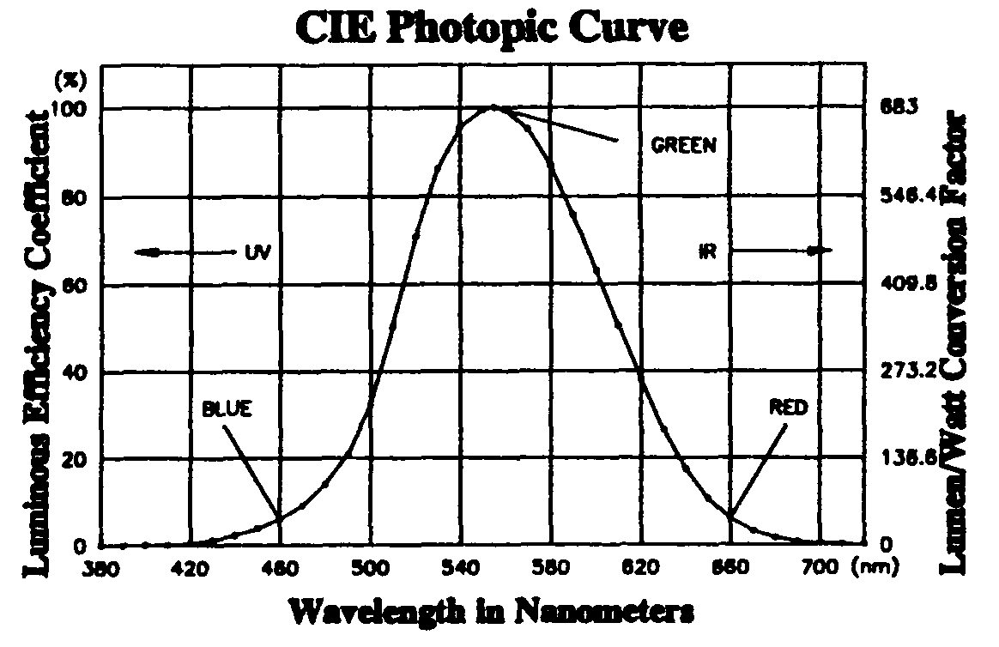 CIE Photopic Curve
(%)
100
80
60
40
20
0
Luminous Efficiency Coefficient
683
546.4
409.8
273.2
136.6
0
Lumen/Watt Conversion Factor
GREEN
UV
IR
BLUE
RED
380 420 460 500 540 580 620 660 700 (nm)
Wavelength in Nanometers